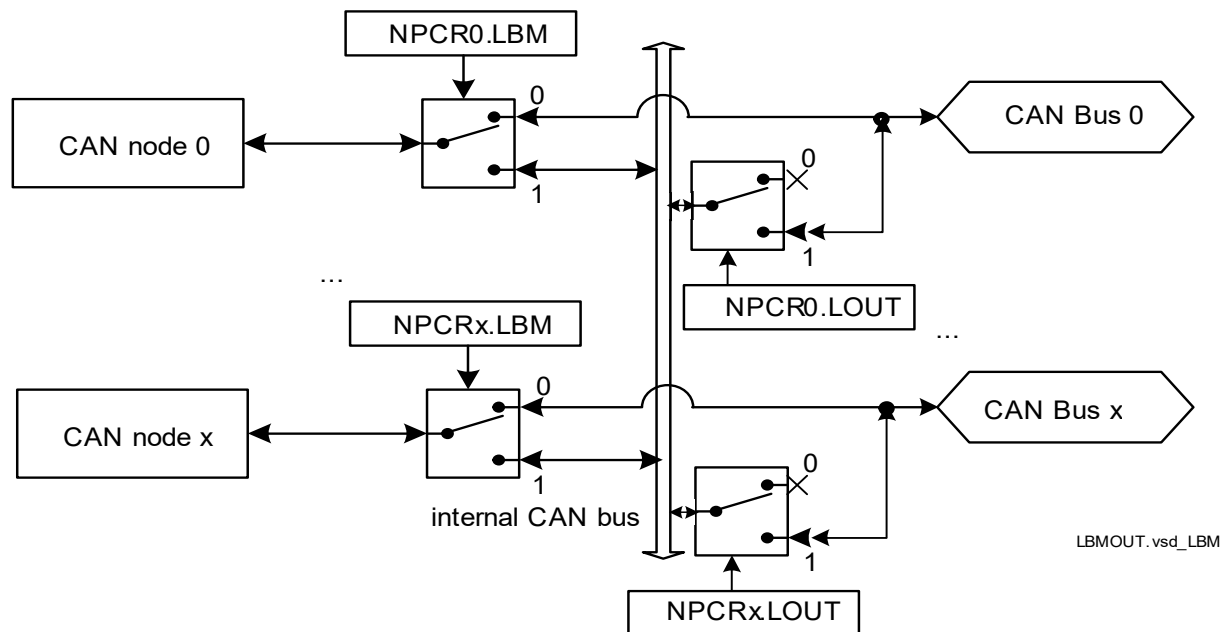 NPCR0.LBM
0
CAN node 0
CAN Bus 0
1
0
1
...
NPCR0.LOUT
NPCRx.LBM
...
0
CAN node x
CAN Bus x
1
0
internal CAN bus
1
LBMOUT.vsd_LBM
NPCRx.LOUT